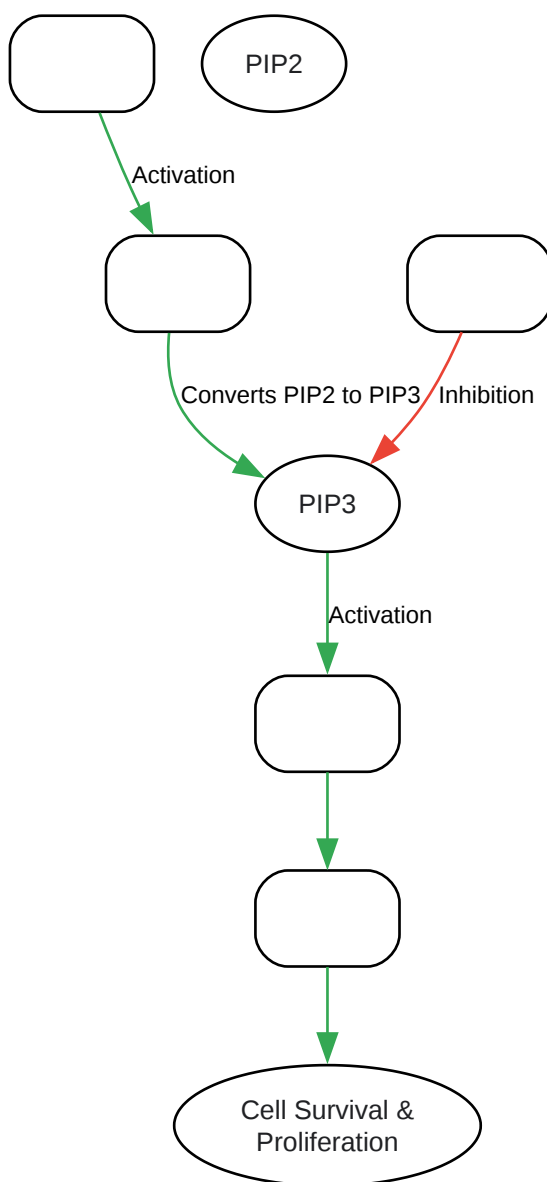 PIP2
Activation
Converts PIP2 to PIP3
Inhibition
PIP3
Activation
Cell Survival &
Proliferation